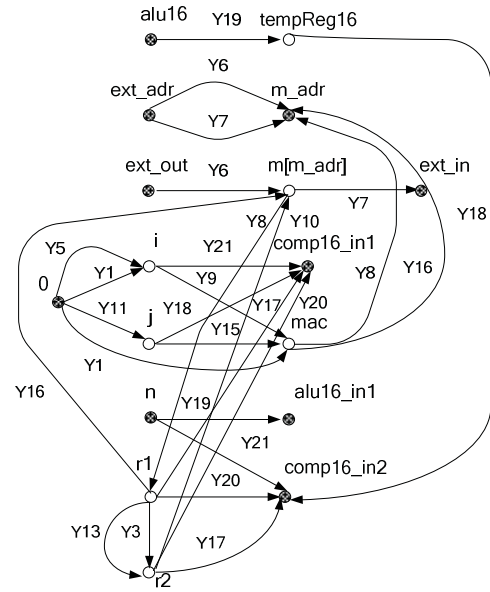 alu16 Y19 tempReg16
Y6
ext_adr m_adr
Y7
ext_out Y6 m[m_adr] ext_in
Y7
Y8 Y10 Y18
Y5 i Y21 comp16_in1
0 Y1 Y9 Y8 Y16
Y11 j Y18 Y17 Y20
Y15 mac
Y1
Y16 n Y19 alu16_in1
Y21
r1 comp16_in2
Y20
Y13 Y3
Y17
r2